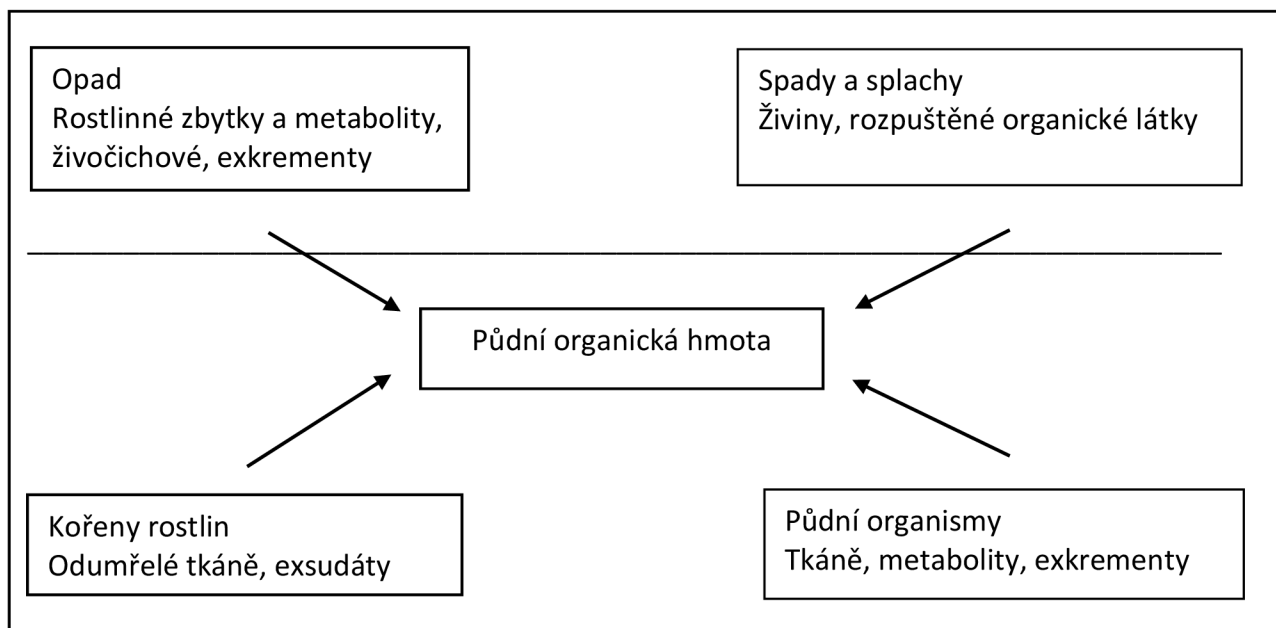 Opad
Rostlinné zbytky a metabolity,
živočichové, exkrementy
Spady a splachy
Živiny, rozpuštěné organické látky
Půdní organická hmota
Kořeny rostlin
Odumřelé tkáně, exsudáty
Půdní organismy
Tkáně, metabolity, exkrementy